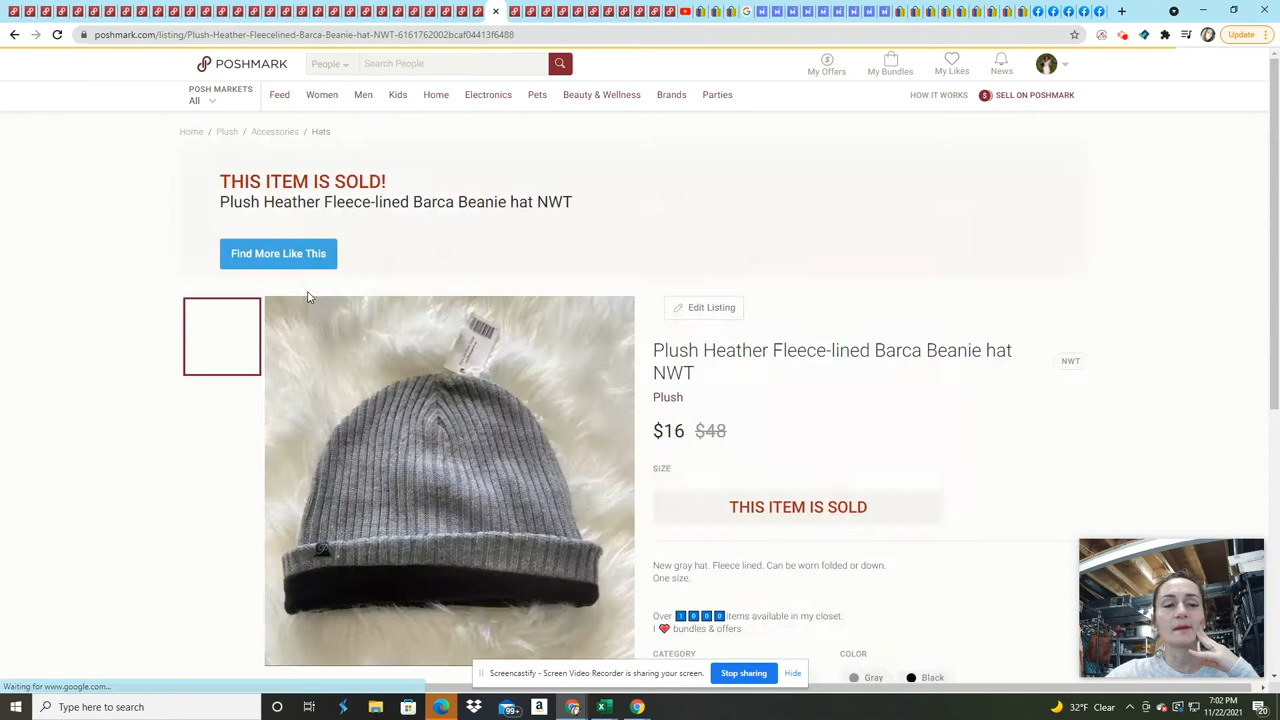 Update
poshmark.com/listing/Plush-Heather-Fleecelined-Barca-Beanie-hat-NWT-6161762002bcaf04413f6488
POSHMARK
People
Search People
My Offers
My Bundles
My Likes
News
POSH MARKETS
All
Feed Women Men Kids Home Electronics Pets Beauty & Wellness Brands Parties
HOW IT WORKS
SELL ON POSHMARK
Home / Plush / Accessories / Hats
THIS ITEM IS SOLD!
Plush Heather Fleece-lined Barca Beanie hat NWT
Find More Like This
Edit Listing
Plush Heather Fleece-lined Barca Beanie hat
NWT
NWT
Plush
$16 $48
SIZE
THIS ITEM IS SOLD
New gray hat. Fleece lined. Can be worn folded or down.
One size.
Over 1000 items available in my closet.
I ❤️ bundles & offers
CATEGORY
COLOR
Gray
Black
Screencastify - Screen Video Recorder is sharing your screen.
Stop sharing
Hide
Waiting for www.google.com...
Type here to search
99+
32°F Clear
7:02 PM
11/22/2021
20